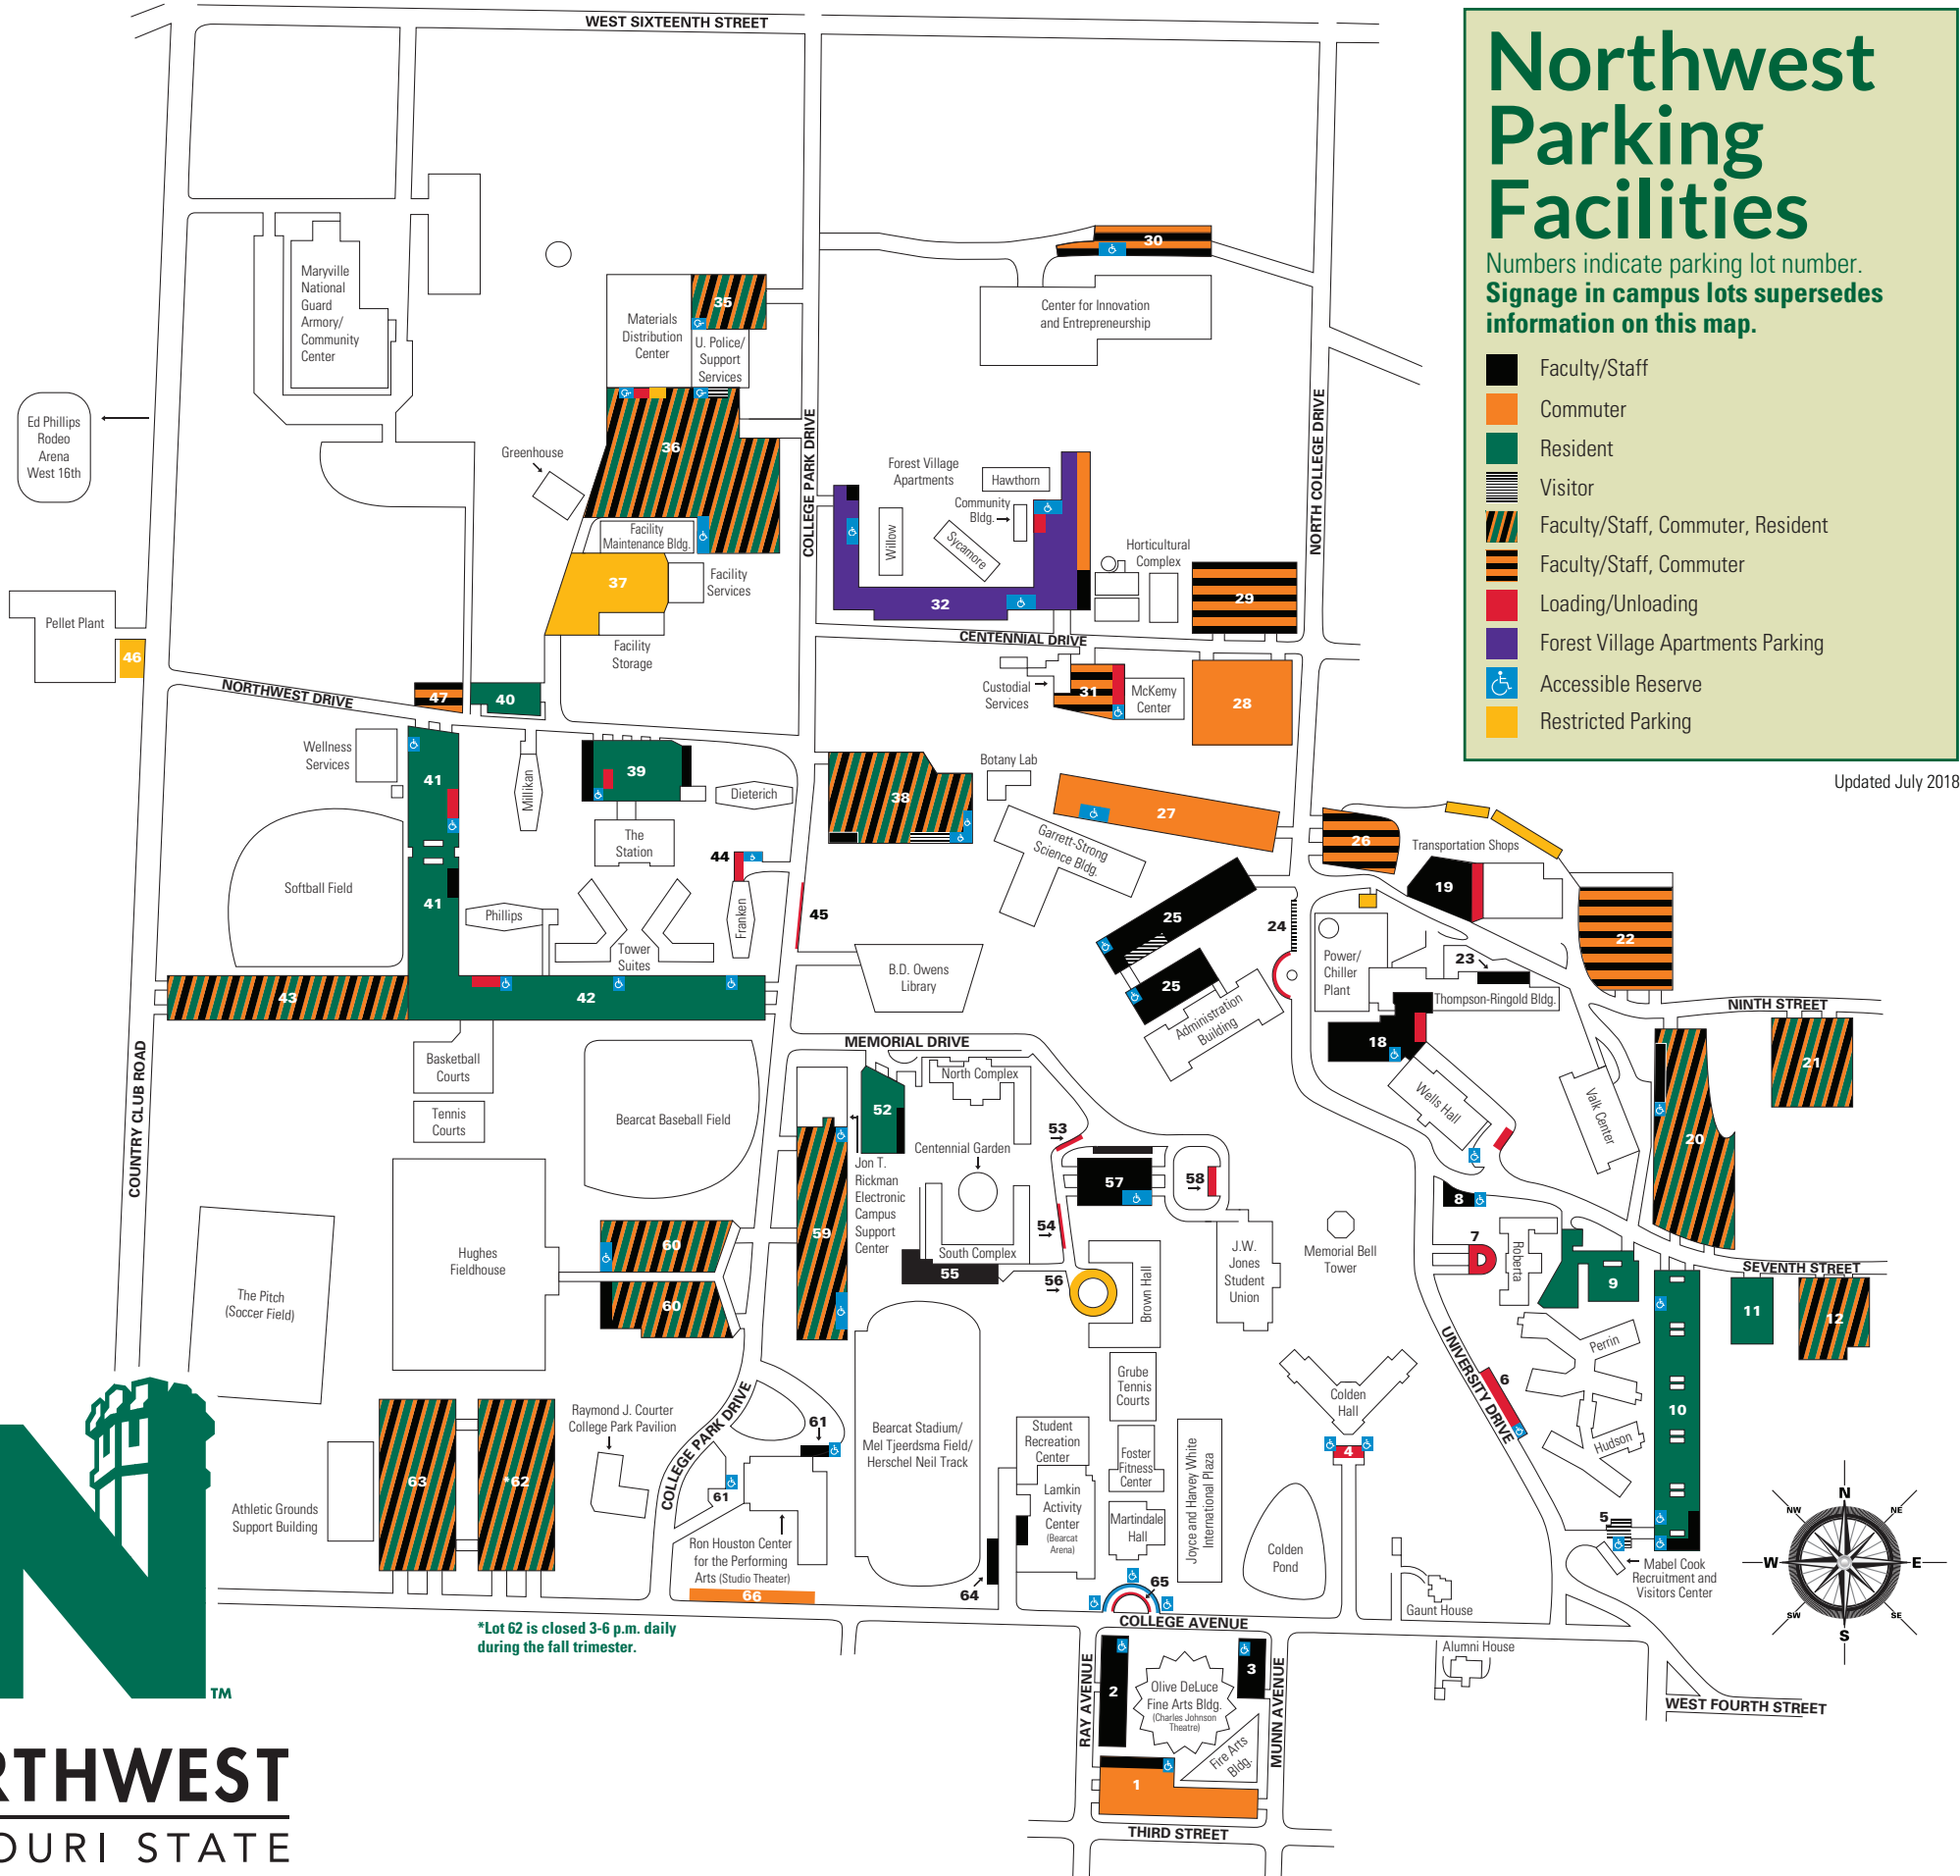 WEST SIXTEENTH STREET
Northwest
Parking
Facilities
Numbers indicate parking lot number.
Signage in campus lots supersedes
information on this map.
Faculty/Staff
Commuter
Resident
Visitor
Faculty/Staff, Commuter, Resident
Faculty/Staff, Commuter
Loading/Unloading
Forest Village Apartments Parking
Accessible Reserve
Restricted Parking
Updated July 2018
Maryville
National
Guard
Armory/
Community
Center
Ed Phillips
Rodeo
Arena
West 16th
Materials
Distribution
Center
35
U. Police/
Support
Services
30
Center for Innovation
and Entrepreneurship
COLLEGE PARK DRIVE
NORTH COLLEGE DRIVE
Greenhouse
36
Facility
Maintenance Bldg.
37
Facility
Services
Facility
Storage
Forest Village
Apartments
Hawthorn
Community
Bldg.
Willow
Sycamore
32
Horticultural
Complex
29
CENTENNIAL DRIVE
Pellet Plant
46
NORTHWEST DRIVE
47
40
Custodial
Services
31
McKemy
Center
28
Wellness
Services
41
Millikan
39
Dieterich
The
Station
38
Botany Lab
27
Garrett-Strong
Science Bldg.
26
Transportation Shops
19
22
Softball Field
41
Phillips
44
Franken
45
Tower
Suites
B.D. Owens
Library
25
25
24
Administration
Building
Power/
Chiller
Plant
23
Thompson-Ringold Bldg.
18
NINTH STREET
21
43
42
COUNTRY CLUB ROAD
Basketball
Courts
Tennis
Courts
Bearcat Baseball Field
MEMORIAL DRIVE
North Complex
52
Centennial Garden
53
Wells Hall
Valk Center
20
Jon T.
Rickman
Electronic
Campus
Support
Center
57
58
54
8
7
Roberta
9
SEVENTH STREET
11
12
The Pitch
(Soccer Field)
Hughes
Fieldhouse
60
60
59
South Complex
55
56
Brown Hall
J.W.
Jones
Student
Union
Memorial Bell
Tower
UNIVERSITY DRIVE
Perrin
6
10
Hudson
Raymond J. Courter
College Park Pavilion
COLLEGE PARK DRIVE
61
61
Bearcat Stadium/
Mel Tjeerdsma Field/
Herschel Neil Track
Grube
Tennis
Courts
Student
Recreation
Center
Foster
Fitness
Center
Colden
Hall
4
63
*62
Athletic Grounds
Support Building
Ron Houston Center
for the Performing
Arts (Studio Theater)
66
64
Lamkin
Activity
Center
(Bearcat
Arena)
Martindale
Hall
Joyce and Harvey White
International Plaza
65
Colden
Pond
5
Mabel Cook
Recruitment and
Visitors Center
Gaunt House
N
NE
E
SE
S
SW
W
NW
*Lot 62 is closed 3-6 p.m. daily
during the fall trimester.
COLLEGE AVENUE
Alumni House
RAY AVENUE
2
Olive DeLuce
Fine Arts Bldg.
(Charles Johnson
Theatre)
3
MUNN AVENUE
Fire Arts
Bldg.
1
WEST FOURTH STREET
THIRD STREET
N
TM
RTHWEST
OURI STATE